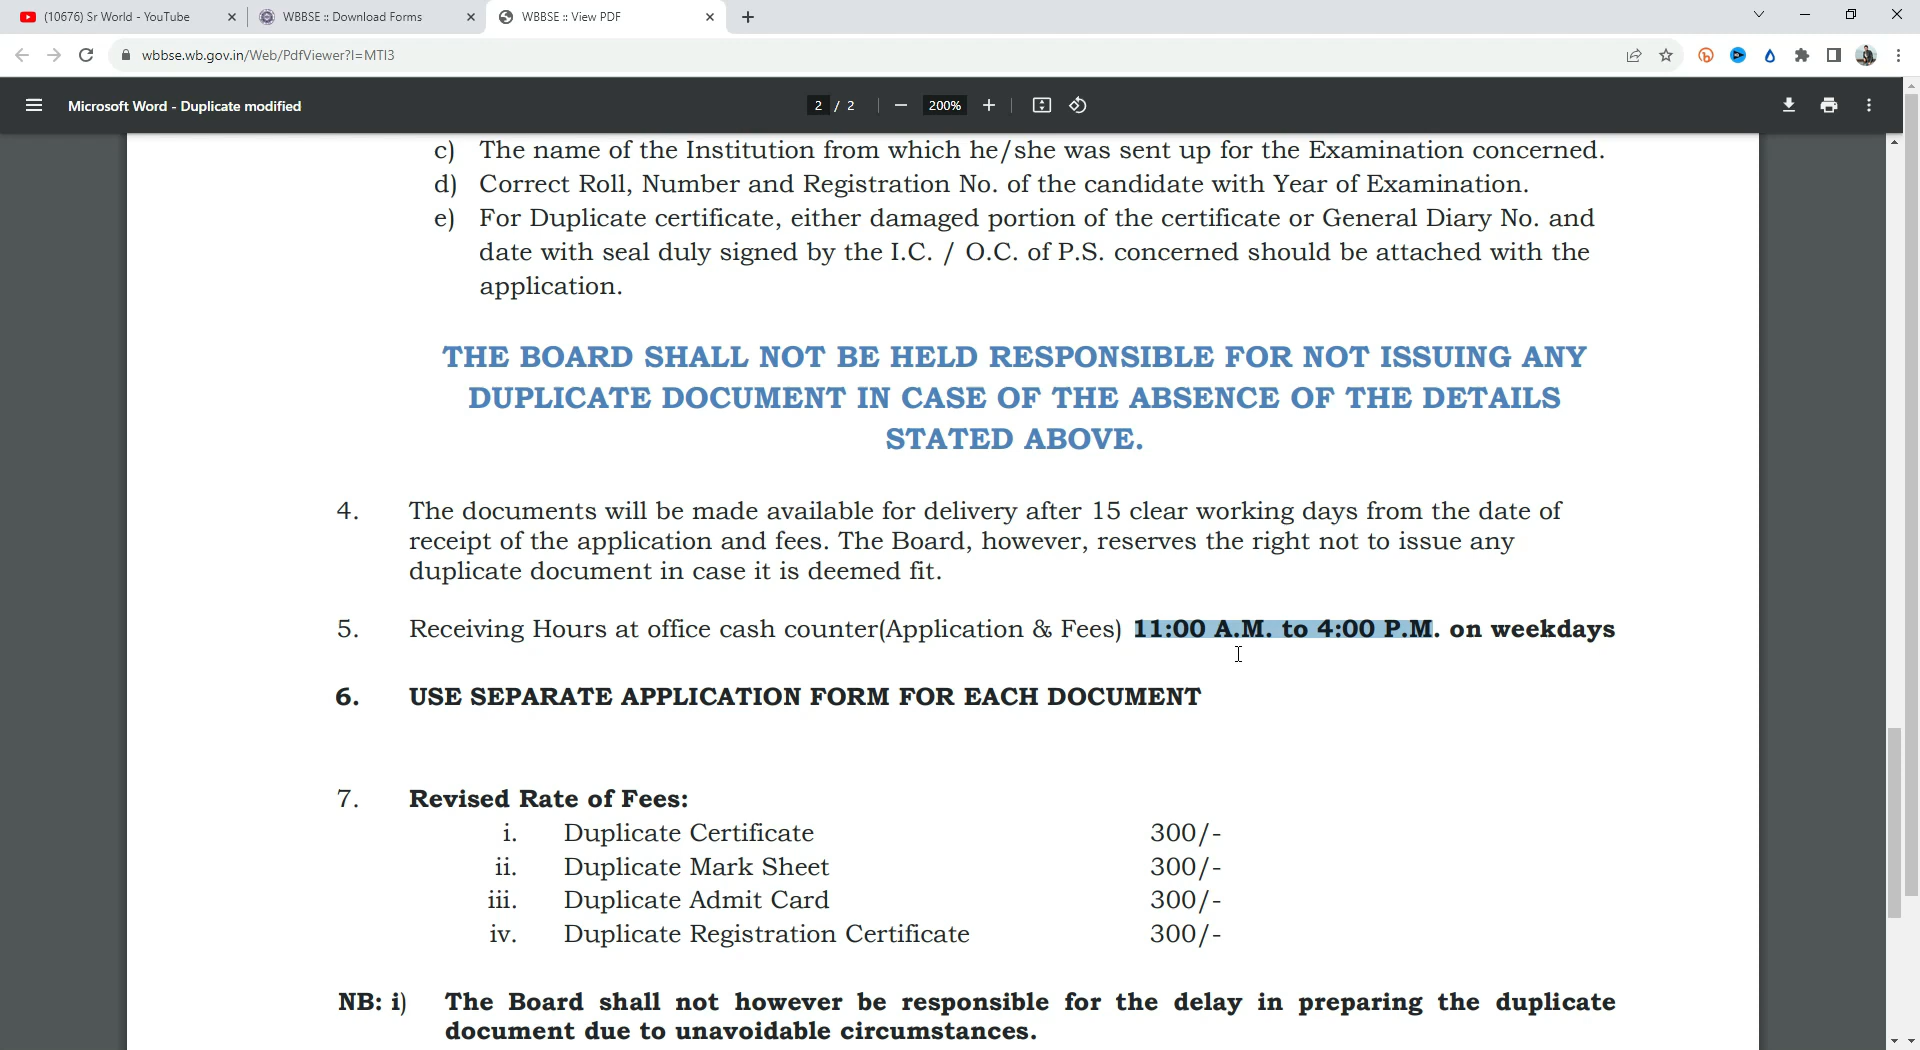 (10676) Sr World - YouTube
WBBSE :: Download Forms
WBBSE :: View PDF
wbbse.wb.gov.in/Web/PdfViewer?I=MTI3
Microsoft Word - Duplicate modified
2 / 2
200%
c) The name of the Institution from which he/she was sent up for the Examination concerned.
d) Correct Roll, Number and Registration No. of the candidate with Year of Examination.
e) For Duplicate certificate, either damaged portion of the certificate or General Diary No. and
date with seal duly signed by the I.C. / O.C. of P.S. concerned should be attached with the
application.
THE BOARD SHALL NOT BE HELD RESPONSIBLE FOR NOT ISSUING ANY
DUPLICATE DOCUMENT IN CASE OF THE ABSENCE OF THE DETAILS
STATED ABOVE.
4. The documents will be made available for delivery after 15 clear working days from the date of
receipt of the application and fees. The Board, however, reserves the right not to issue any
duplicate document in case it is deemed fit.
5. Receiving Hours at office cash counter(Application & Fees) 11:00 A.M. to 4:00 P.M. on weekdays
6. USE SEPARATE APPLICATION FORM FOR EACH DOCUMENT
7. Revised Rate of Fees:
i. Duplicate Certificate 300/-
ii. Duplicate Mark Sheet 300/-
iii. Duplicate Admit Card 300/-
iv. Duplicate Registration Certificate 300/-
NB: i) The Board shall not however be responsible for the delay in preparing the duplicate
document due to unavoidable circumstances.